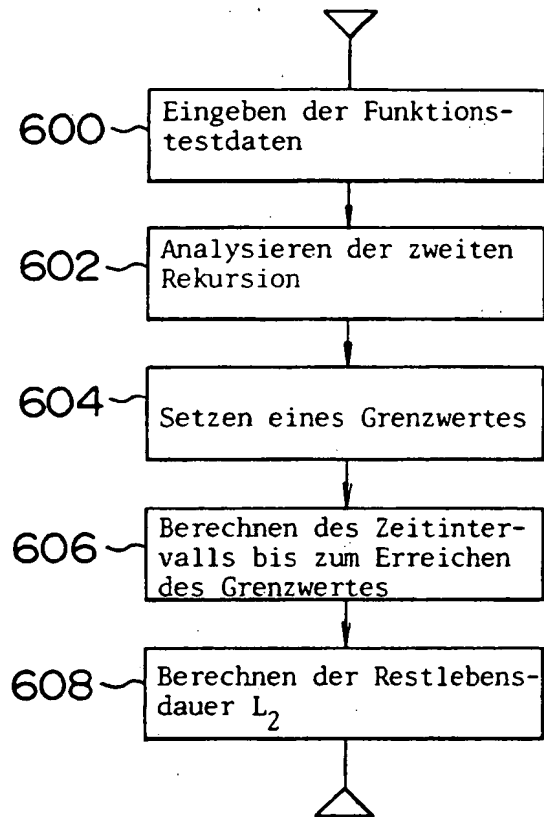 600
Eingeben der Funktions-
testdaten
602
Analysieren der zweiten
Rekursion
604
Setzen eines Grenzwertes
606
Berechnen des Zeitinter-
valls bis zum Erreichen
des Grenzwertes
608
Berechnen der Restlebens-
dauer L₂